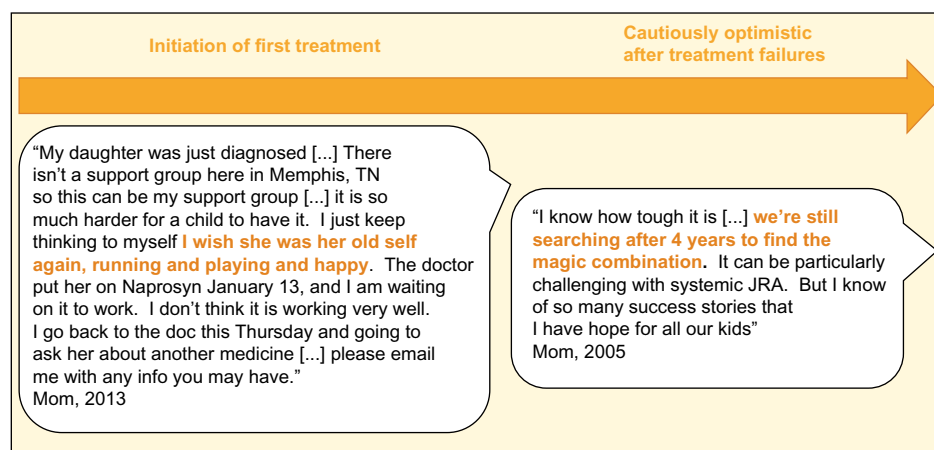 Initiation of first treatment
Cautiously optimistic
after treatment failures
“My daughter was just diagnosed [...] There
isn’t a support group here in Memphis, TN
so this can be my support group [...] it is so
much harder for a child to have it.  I just keep
thinking to myself I wish she was her old self
again, running and playing and happy.  The doctor
put her on Naprosyn January 13, and I am waiting
on it to work.  I don’t think it is working very well.
I go back to the doc this Thursday and going to
ask her about another medicine [...] please email
me with any info you may have.”
Mom, 2013
“I know how tough it is [...] we’re still
searching after 4 years to find the
magic combination.  It can be particularly
challenging with systemic JRA.  But I know
of so many success stories that
I have hope for all our kids”
Mom, 2005